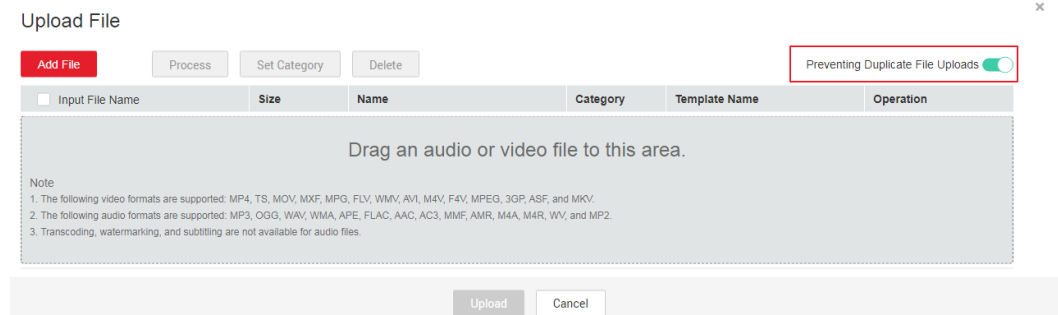 ×
Upload File
Add File
Process
Set Category
Delete
Preventing Duplicate File Uploads
Input File Name
Size
Name
Category
Template Name
Operation
Drag an audio or video file to this area.
Note
1. The following video formats are supported: MP4, TS, MOV, MXF, MPG, FLV, WMV, AVI, M4V, F4V, MPEG, 3GP, ASF, and MKV.
2. The following audio formats are supported: MP3, OGG, WAV, WMA, APE, FLAC, AAC, AC3, MMF, AMR, M4A, M4R, WV, and MP2.
3. Transcoding, watermarking, and subtitling are not available for audio files.
Upload
Cancel